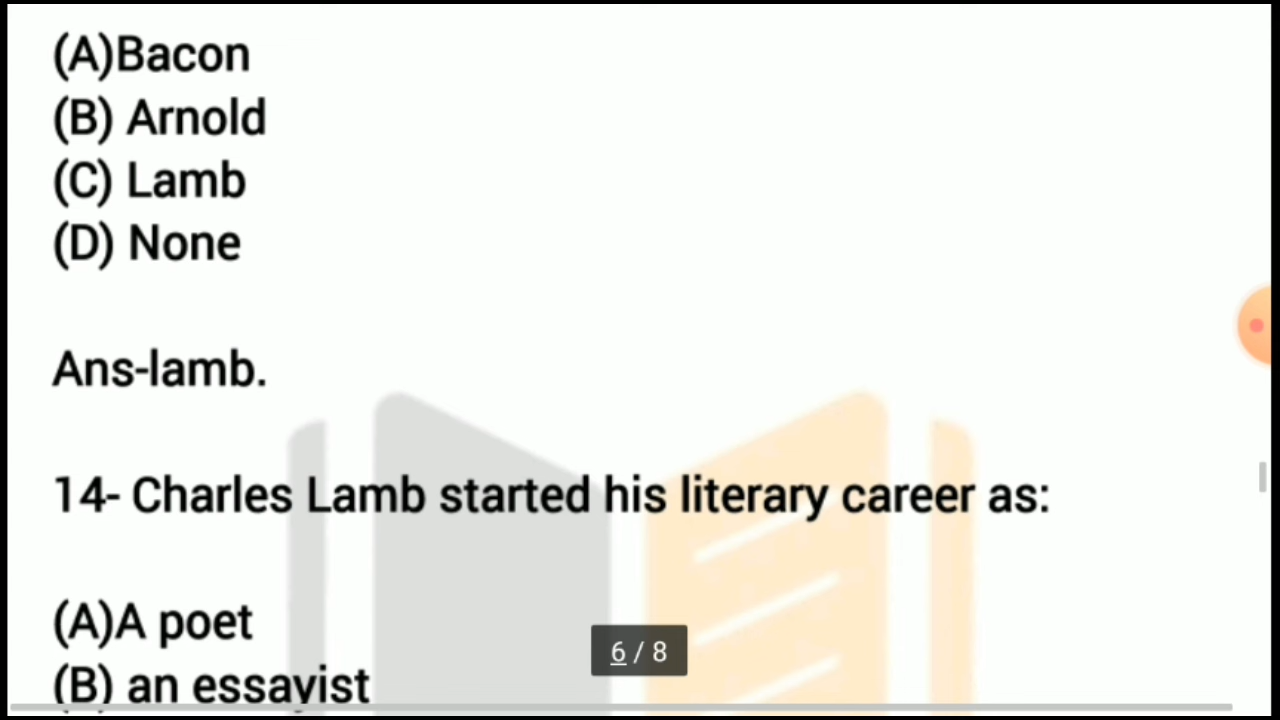 (A)Bacon
(B) Arnold
(C) Lamb
(D) None
Ans-lamb.
14- Charles Lamb started his literary career as:
(A)A poet
6 / 8
(B) an essayist